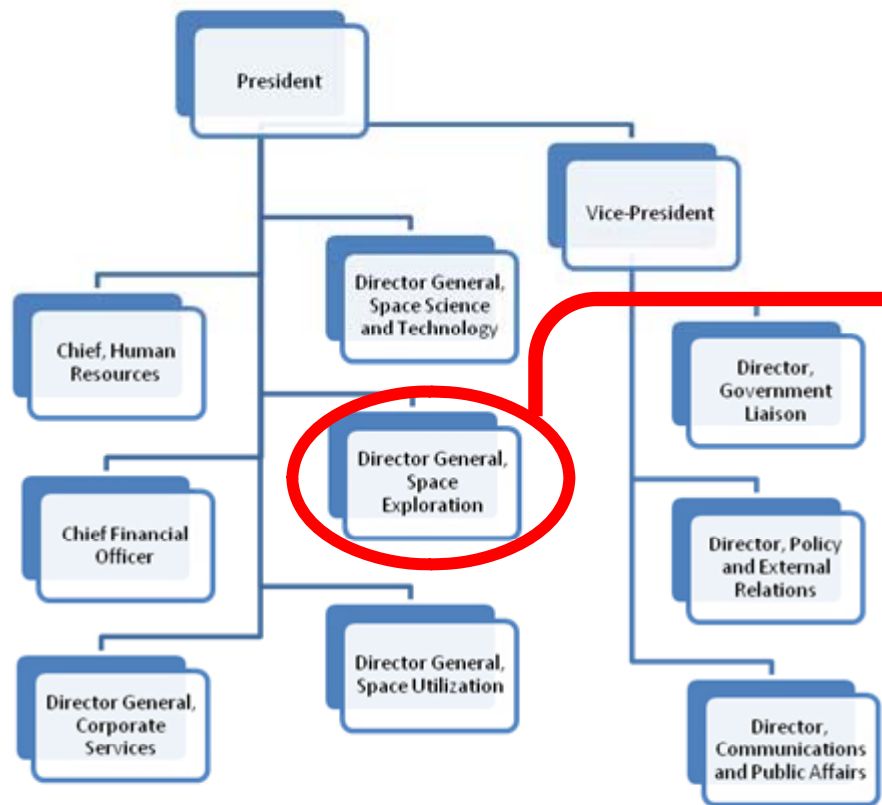 President
Vice-President
Director General,
Space Science
and Technology
Chief, Human
Resources
Director,
Government
Liaison
Director General,
Space
Exploration
Chief Financial
Officer
Director, Policy
and External
Relations
Director General,
Space Utilization
Director General,
Corporate
Services
Director,
Communications
and Public Affairs